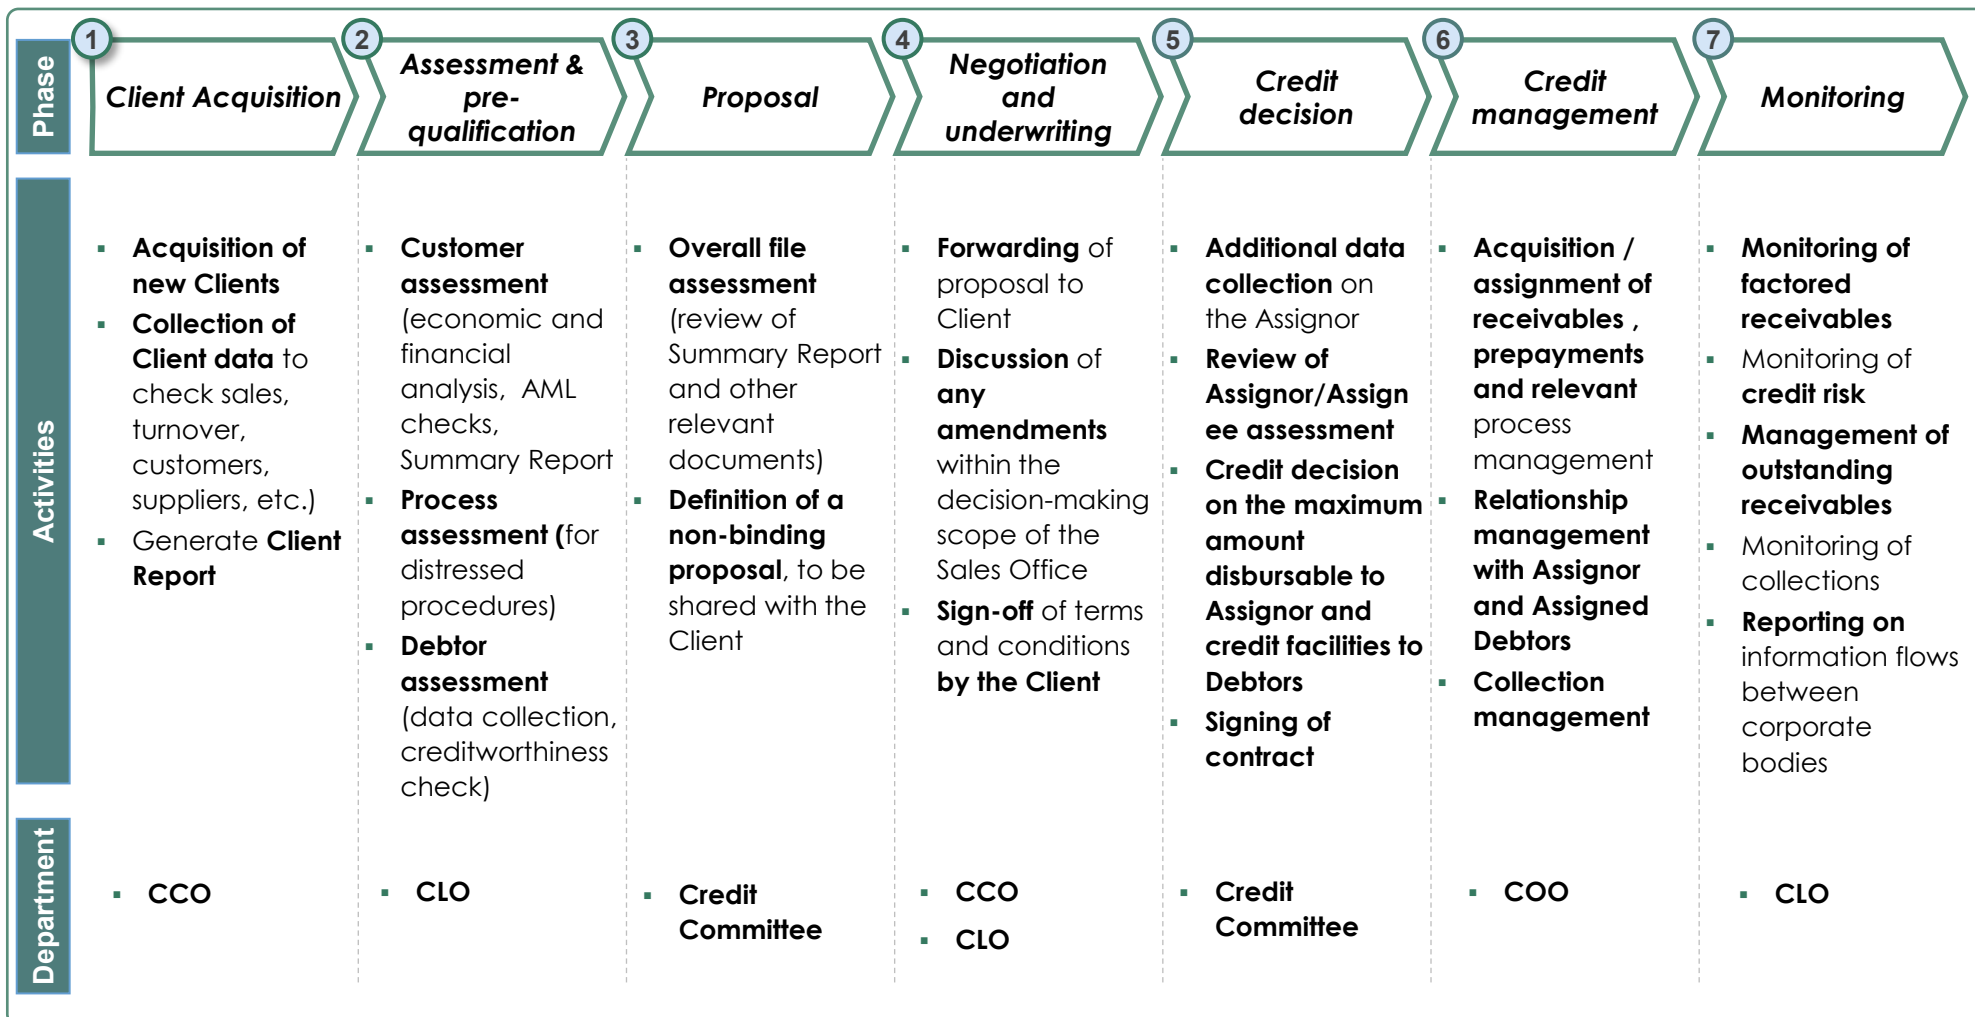 Phase
1
Client Acquisition
2
Assessment &
pre-
qualification
3
Proposal
4
Negotiation
and
underwriting
5
Credit
decision
6
Credit
management
7
Monitoring
Activities
▪ Acquisition of
new Clients
▪ Collection of
Client data to
check sales,
turnover,
customers,
suppliers, etc.)
▪ Generate Client
Report
▪ Customer
assessment
(economic and
financial
analysis, AML
checks,
Summary Report
▪ Process
assessment (for
distressed
procedures)
▪ Debtor
assessment
(data collection,
creditworthiness
check)
▪ Overall file
assessment
(review of
Summary Report
and other
relevant
documents)
▪ Definition of a
non-binding
proposal, to be
shared with the
Client
▪ Forwarding of
proposal to
Client
▪ Discussion of
any
amendments
within the
decision-making
scope of the
Sales Office
▪ Sign-off of terms
and conditions
by the Client
▪ Additional data
collection on
the Assignor
▪ Review of
Assignor/Assign
ee assessment
▪ Credit decision
on the maximum
amount
disbursable to
Assignor and
credit facilities to
Debtors
▪ Signing of
contract
▪ Acquisition /
assignment of
receivables ,
prepayments
and relevant
process
management
▪ Relationship
management
with Assignor
and Assigned
Debtors
▪ Collection
management
▪ Monitoring of
factored
receivables
▪ Monitoring of
credit risk
▪ Management of
outstanding
receivables
▪ Monitoring of
collections
▪ Reporting on
information flows
between
corporate
bodies
Department
▪ CCO
▪ CLO
▪ Credit
Committee
▪ CCO
▪ CLO
▪ Credit
Committee
▪ COO
▪ CLO